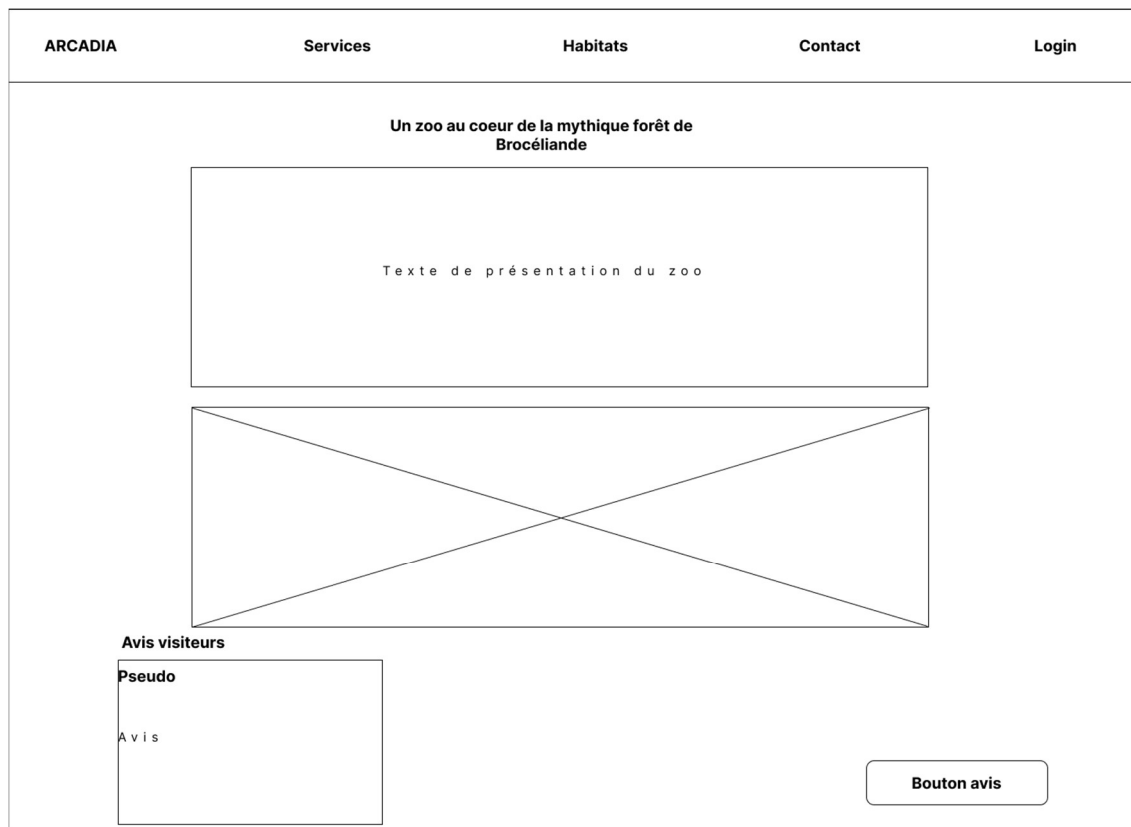 ARCADIA Services Habitats Contact Login
Un zoo au coeur de la mythique forêt de
Brocéliande
Texte de présentation du zoo
Avis visiteurs
Pseudo
Avis
Bouton avis